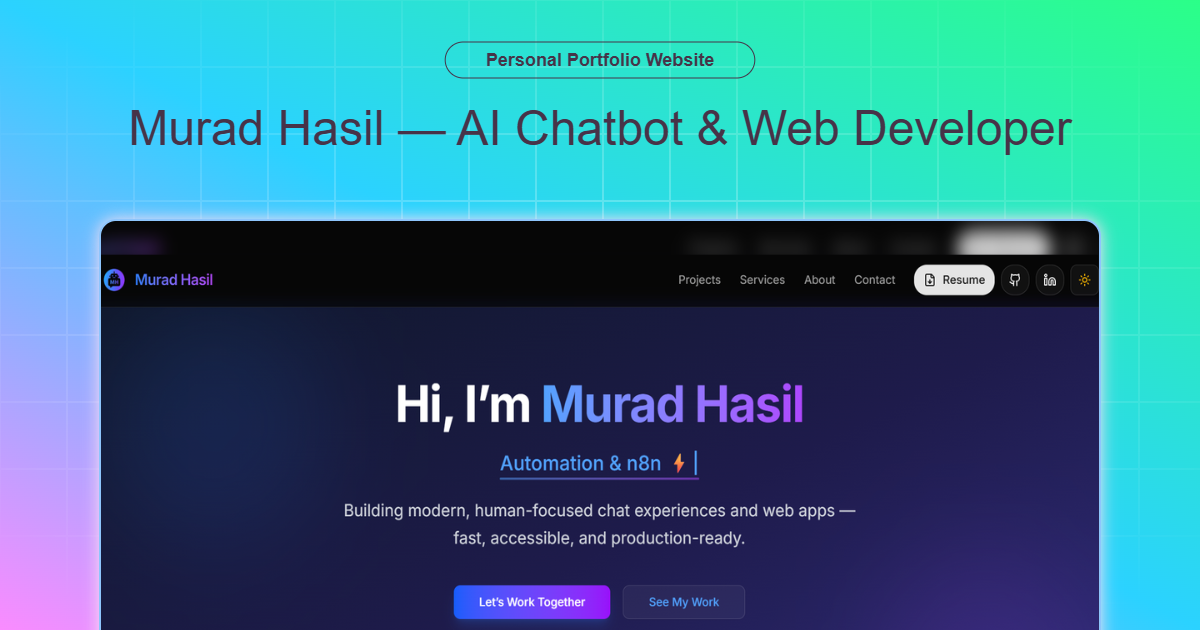 Personal Portfolio Website
Murad Hasil — AI Chatbot & Web Developer
Murad Hasil
Projects
Services
About
Contact
Resume
Hi, I’m Murad Hasil
Automation & n8n ⚡|
Building modern, human-focused chat experiences and web apps —
fast, accessible, and production-ready.
Let’s Work Together
See My Work